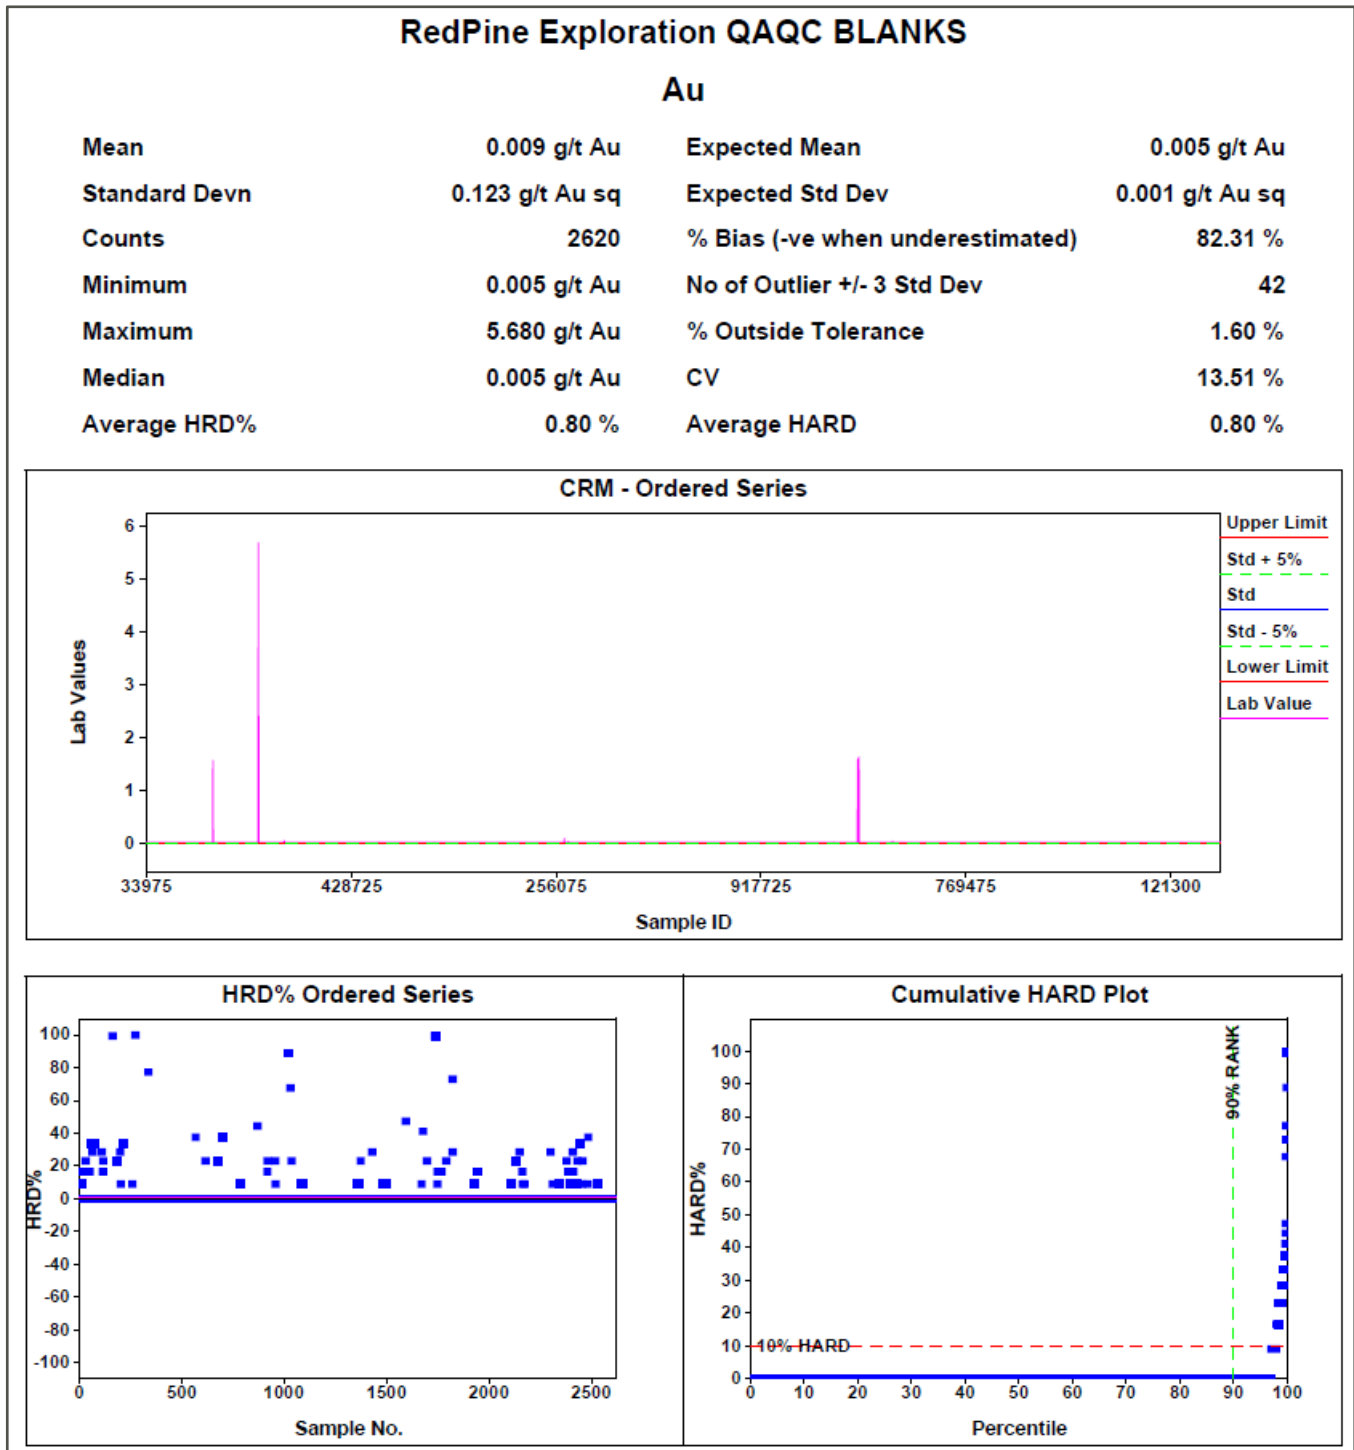 RedPine Exploration QAQC BLANKS
Au
Mean 0.009 g/t Au Expected Mean 0.005 g/t Au
Standard Devn 0.123 g/t Au sq Expected Std Dev 0.001 g/t Au sq
Counts 2620 % Bias (-ve when underestimated) 82.31 %
Minimum 0.005 g/t Au No of Outlier +/- 3 Std Dev 42
Maximum 5.680 g/t Au % Outside Tolerance 1.60 %
Median 0.005 g/t Au CV 13.51 %
Average HRD% 0.80 % Average HARD 0.80 %
CRM - Ordered Series
Lab Values
6
5
4
3
2
1
0
33975 428725 256075 917725 769475 121300
Sample ID
Upper Limit
Std + 5%
Std
Std - 5%
Lower Limit
Lab Value
HRD% Ordered Series
HRD%
100
80
60
40
20
0
-20
-40
-60
-80
-100
0 500 1000 1500 2000 2500
Sample No.
Cumulative HARD Plot
HARD%
100
90
80
70
60
50
40
30
20
10
0
90% RANK
10% HARD
0 10 20 30 40 50 60 70 80 90 100
Percentile